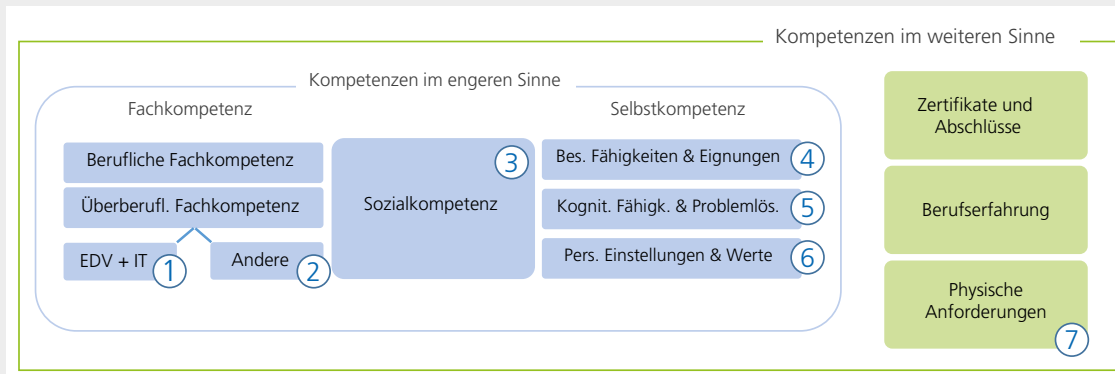 Kompetenzen im weiteren Sinne
Kompetenzen im engeren Sinne
Fachkompetenz
Berufliche Fachkompetenz
Überberufl. Fachkompetenz
EDV + IT
1
Andere
2
3
Sozialkompetenz
Selbstkompetenz
Bes. Fähigkeiten & Eignungen
4
Kognit. Fähigk. & Problemlös.
5
Pers. Einstellungen & Werte
6
Zertifikate und
Abschlüsse
Berufserfahrung
Physische
Anforderungen
7